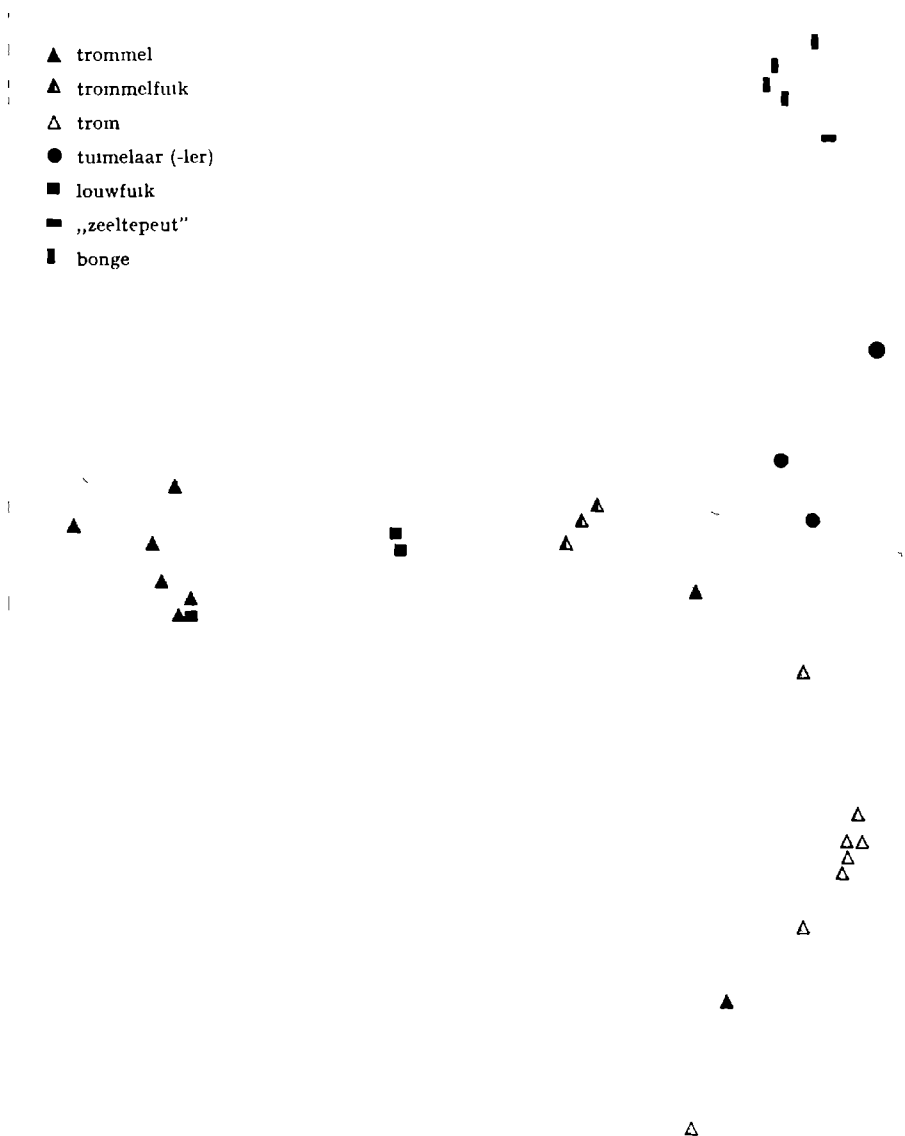 trommel
trommelfuik
trom
tuimelaar (-ler)
louwfuik
„zeeltepeut”
bonge